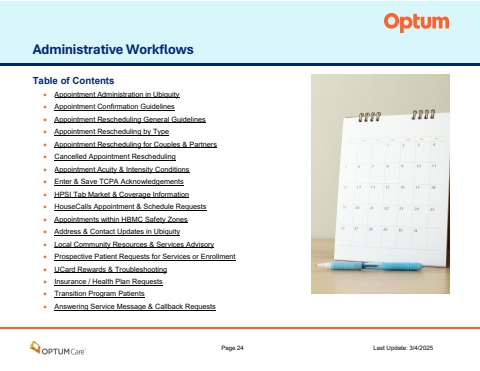 Optum
Administrative Workflows
Table of Contents
• Appointment Administration in Ubiquity
• Appointment Confirmation Guidelines
• Appointment Rescheduling General Guidelines
• Appointment Rescheduling by Type
• Appointment Rescheduling for Couples & Partners
• Cancelled Appointment Rescheduling
• Appointment Acuity & Intensity Conditions
• Enter & Save TCPA Acknowledgements
• HPSI Tab Market & Coverage Information
• HouseCalls Appointment & Schedule Requests
• Appointments within HBMC Safety Zones
• Address & Contact Updates in Ubiquity
• Local Community Resources & Services Advisory
• Prospective Patient Requests for Services or Enrollment
• UCard Rewards & Troubleshooting
• Insurance / Health Plan Requests
• Transition Program Patients
• Answering Service Message & Callback Requests
OPTUMCare
Page 24
Last Update: 3/4/2025